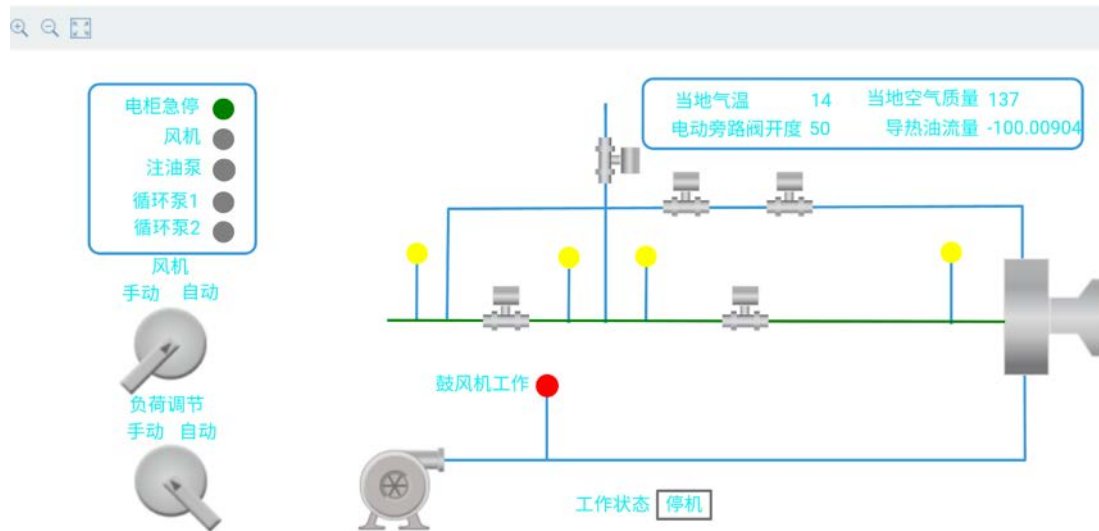 电柜急停
风机
注油泵
循环泵1
循环泵2
风机
手动 自动
负荷调节
手动 自动
当地气温 14 当地空气质量 137
电动旁路阀开度 50 导热油流量 -100.00904
鼓风机工作
工作状态 停机